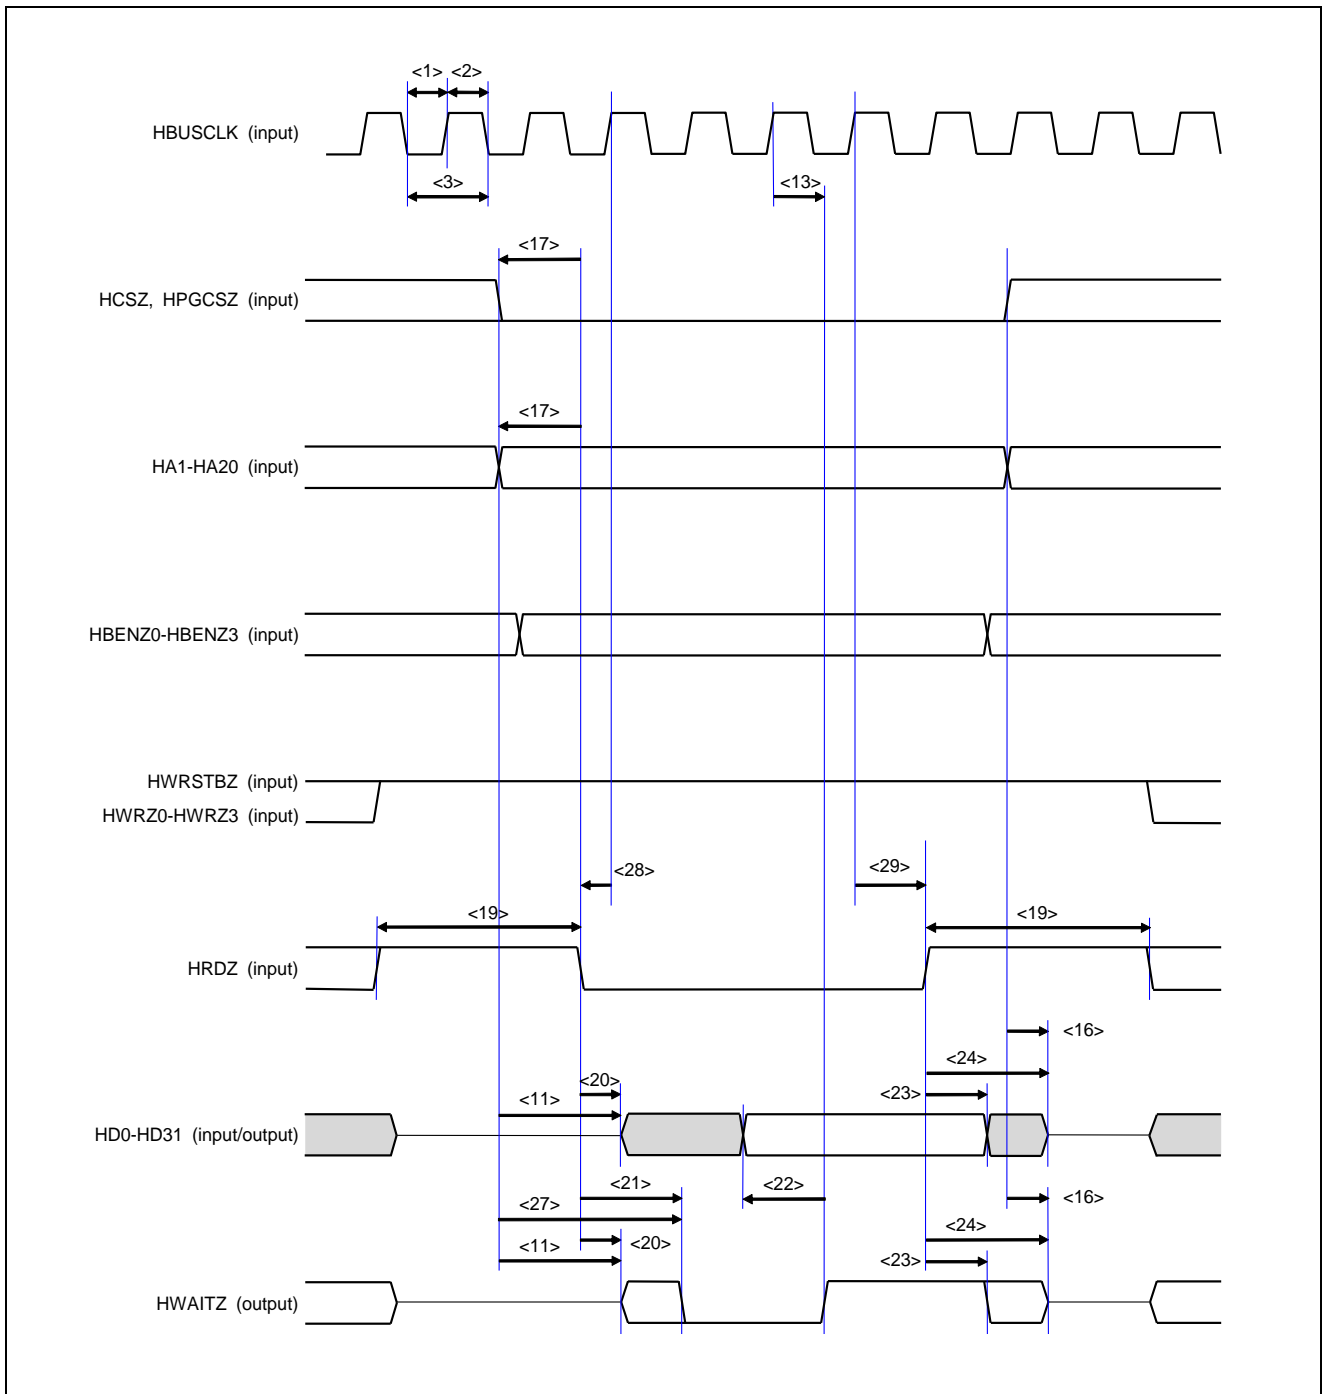 <1> <2>
HBUSCLK (input)
<3> <13>
<17>
HCSZ, HPGCSZ (input)
<17>
HA1-HA20 (input)
HBENZ0-HBENZ3 (input)
HWRSTBZ (input)
HWRZ0-HWRZ3 (input)
<28> <29>
<19> <19>
HRDZ (input)
<16>
<24>
<20> <23>
<11>
HD0-HD31 (input/output)
<21> <22> <16>
<27>
<24>
<20>
<11> <23>
HWAITZ (output)